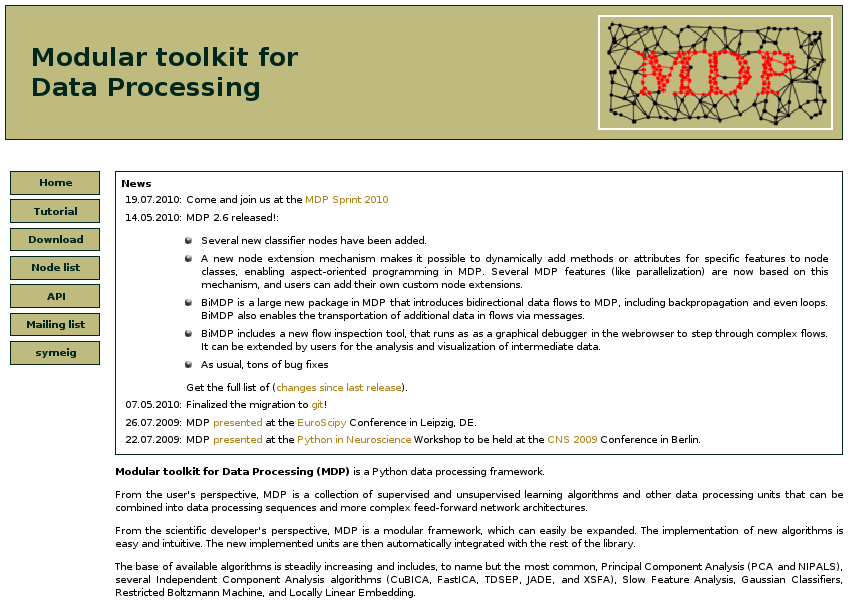 Modular toolkit for
Data Processing
MDP
Home
Tutorial
Download
Node list
API
Mailing list
symeig
News
19.07.2010: Come and join us at the MDP Sprint 2010
14.05.2010: MDP 2.6 released!:
Several new classifier nodes have been added.
A new node extension mechanism makes it possible to dynamically add methods or attributes for specific features to node
classes, enabling aspect-oriented programming in MDP. Several MDP features (like parallelization) are now based on this
mechanism, and users can add their own custom node extensions.
BiMDP is a large new package in MDP that introduces bidirectional data flows to MDP, including backpropagation and even loops.
BiMDP also enables the transportation of additional data in flows via messages.
BiMDP includes a new flow inspection tool, that runs as as a graphical debugger in the webrowser to step through complex flows.
It can be extended by users for the analysis and visualization of intermediate data.
As usual, tons of bug fixes
Get the full list of (changes since last release).
07.05.2010: Finalized the migration to git!
26.07.2009: MDP presented at the EuroScipy Conference in Leipzig, DE.
22.07.2009: MDP presented at the Python in Neuroscience Workshop to be held at the CNS 2009 Conference in Berlin.
Modular toolkit for Data Processing (MDP) is a Python data processing framework.
From the user's perspective, MDP is a collection of supervised and unsupervised learning algorithms and other data processing units that can be
combined into data processing sequences and more complex feed-forward network architectures.
From the scientific developer's perspective, MDP is a modular framework, which can easily be expanded. The implementation of new algorithms is
easy and intuitive. The new implemented units are then automatically integrated with the rest of the library.
The base of available algorithms is steadily increasing and includes, to name but the most common, Principal Component Analysis (PCA and NIPALS),
several Independent Component Analysis algorithms (CuBICA, FastICA, TDSEP, JADE, and XSFA), Slow Feature Analysis, Gaussian Classifiers,
Restricted Boltzmann Machine, and Locally Linear Embedding.